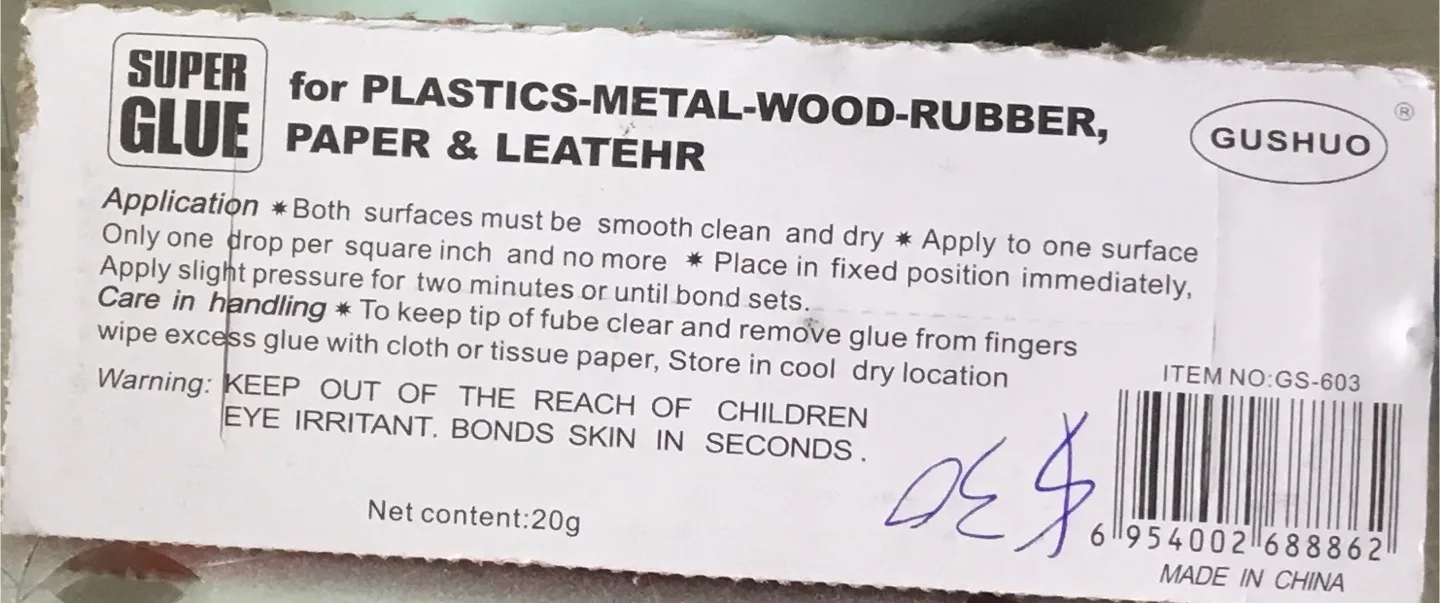 SUPER
GLUE
for PLASTICS-METAL-WOOD-RUBBER,
PAPER & LEATEHR
GUSHUO
®
Application ✷Both surfaces must be smooth clean and dry ✷ Apply to one surface
Only one drop per square inch and no more ✷ Place in fixed position immediately,
Apply slight pressure for two minutes or until bond sets.
Care in handling ✷ To keep tip of fube clear and remove glue from fingers
wipe excess glue with cloth or tissue paper, Store in cool dry location
Warning: KEEP OUT OF THE REACH OF CHILDREN
EYE IRRITANT. BONDS SKIN IN SECONDS.
Net content:20g
ITEM NO:GS-603
6 954002 688862
MADE IN CHINA